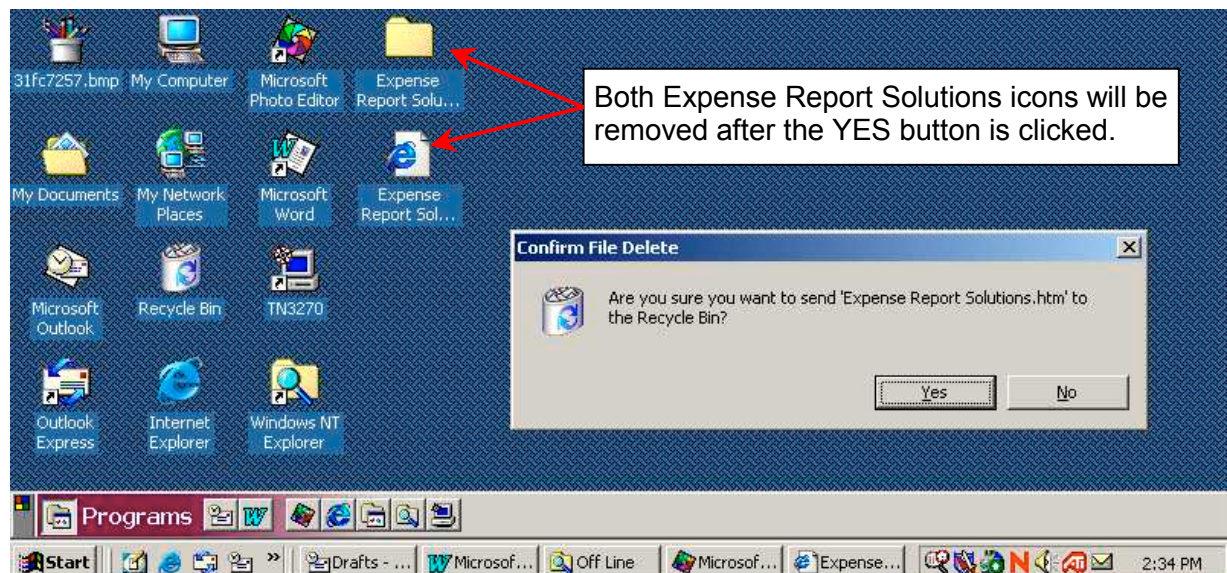 31fc7257.bmp
My Computer
Microsoft
Photo Editor
Expense
Report Solu...
Both Expense Report Solutions icons will be
removed after the YES button is clicked.
My Documents
My Network
Places
Microsoft
Word
Expense
Report Sol...
Confirm File Delete
Are you sure you want to send 'Expense Report Solutions.htm' to
the Recycle Bin?
Yes
No
Microsoft
Outlook
Recycle Bin
TN3270
Outlook
Express
Internet
Explorer
Windows NT
Explorer
Programs
Start
»
Drafts - ...
Microsof...
Off Line
Microsof...
Expense...
2:34 PM